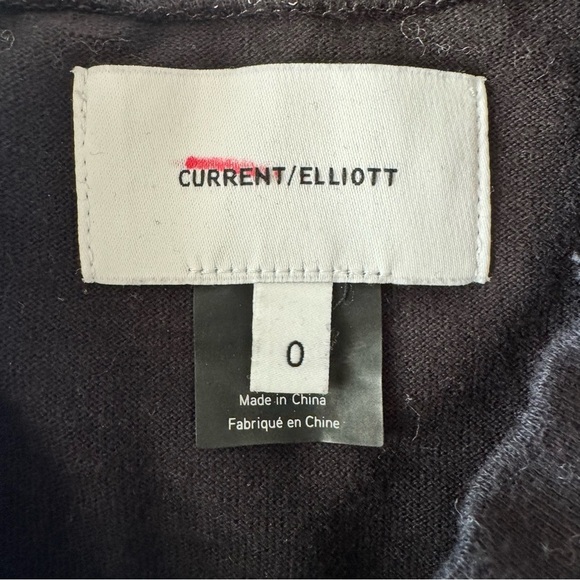 CURRENT/ELLIOTT
0
Made in China
Fabriqué en Chine